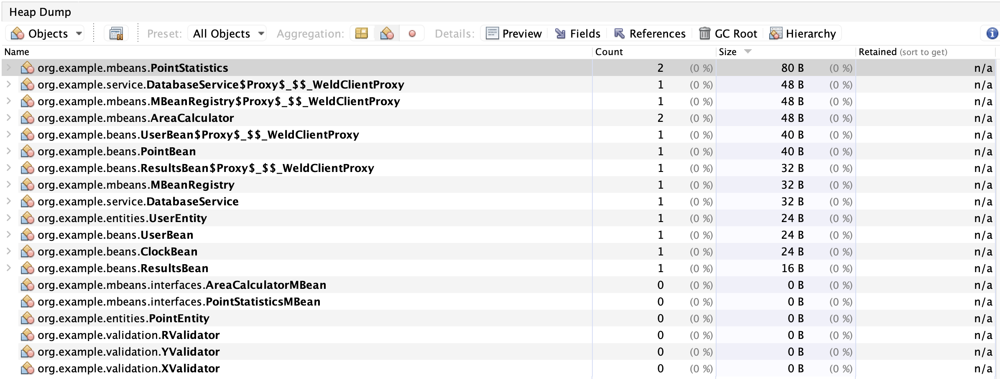 Heap Dump
Objects Preset: All Objects Aggregation: Details: Preview Fields References GC Root Hierarchy
Name Count Size Retained (sort to get)
org.example.mbeans.PointStatistics 2 (0 %) 80 B (0 %) n/a
org.example.service.DatabaseService$Proxy$_$$_WeldClientProxy 1 (0 %) 48 B (0 %) n/a
org.example.mbeans.MBeanRegistry$Proxy$_$$_WeldClientProxy 1 (0 %) 48 B (0 %) n/a
org.example.mbeans.AreaCalculator 2 (0 %) 48 B (0 %) n/a
org.example.beans.UserBean$Proxy$_$$_WeldClientProxy 1 (0 %) 40 B (0 %) n/a
org.example.beans.PointBean 1 (0 %) 40 B (0 %) n/a
org.example.beans.ResultsBean$Proxy$_$$_WeldClientProxy 1 (0 %) 32 B (0 %) n/a
org.example.mbeans.MBeanRegistry 1 (0 %) 32 B (0 %) n/a
org.example.service.DatabaseService 1 (0 %) 32 B (0 %) n/a
org.example.entities.UserEntity 1 (0 %) 24 B (0 %) n/a
org.example.beans.UserBean 1 (0 %) 24 B (0 %) n/a
org.example.beans.ClockBean 1 (0 %) 24 B (0 %) n/a
org.example.beans.ResultsBean 1 (0 %) 16 B (0 %) n/a
org.example.mbeans.interfaces.AreaCalculatorMBean 0 (0 %) 0 B (0 %) n/a
org.example.mbeans.interfaces.PointStatisticsMBean 0 (0 %) 0 B (0 %) n/a
org.example.entities.PointEntity 0 (0 %) 0 B (0 %) n/a
org.example.validation.RValidator 0 (0 %) 0 B (0 %) n/a
org.example.validation.YValidator 0 (0 %) 0 B (0 %) n/a
org.example.validation.XValidator 0 (0 %) 0 B (0 %) n/a